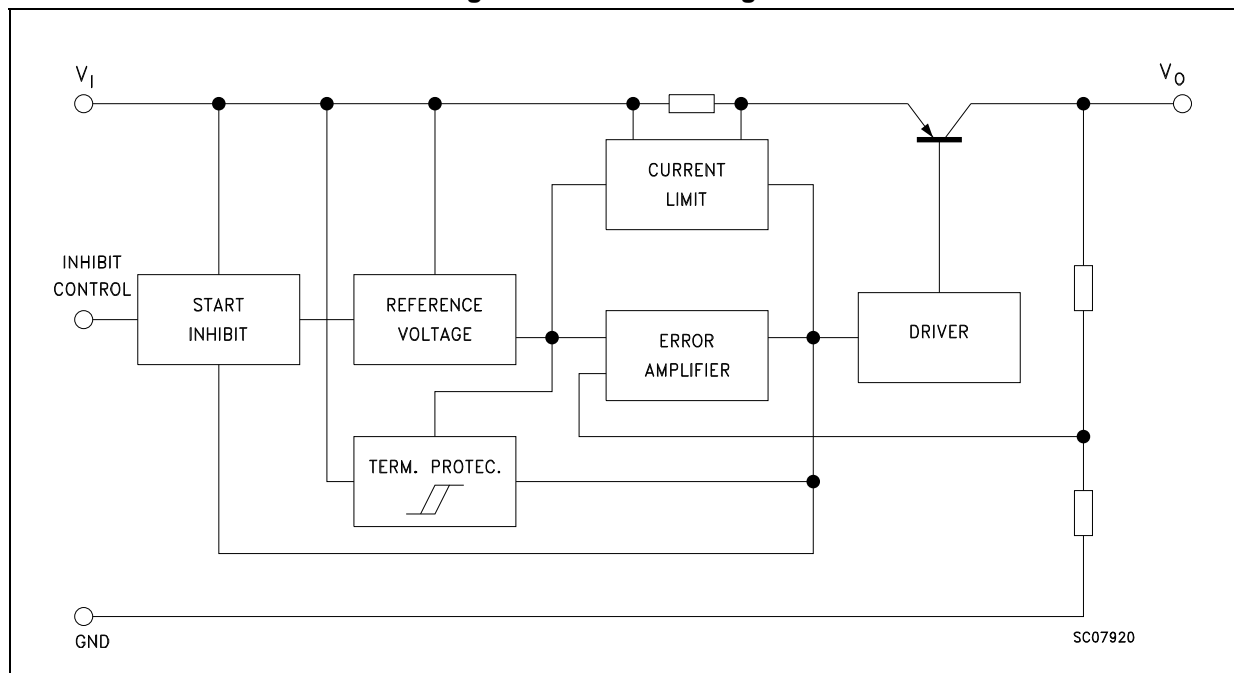 V_I
V_O
CURRENT
LIMIT
INHIBIT
CONTROL
START
INHIBIT
REFERENCE
VOLTAGE
ERROR
AMPLIFIER
DRIVER
TERM. PROTEC.
GND
SC07920